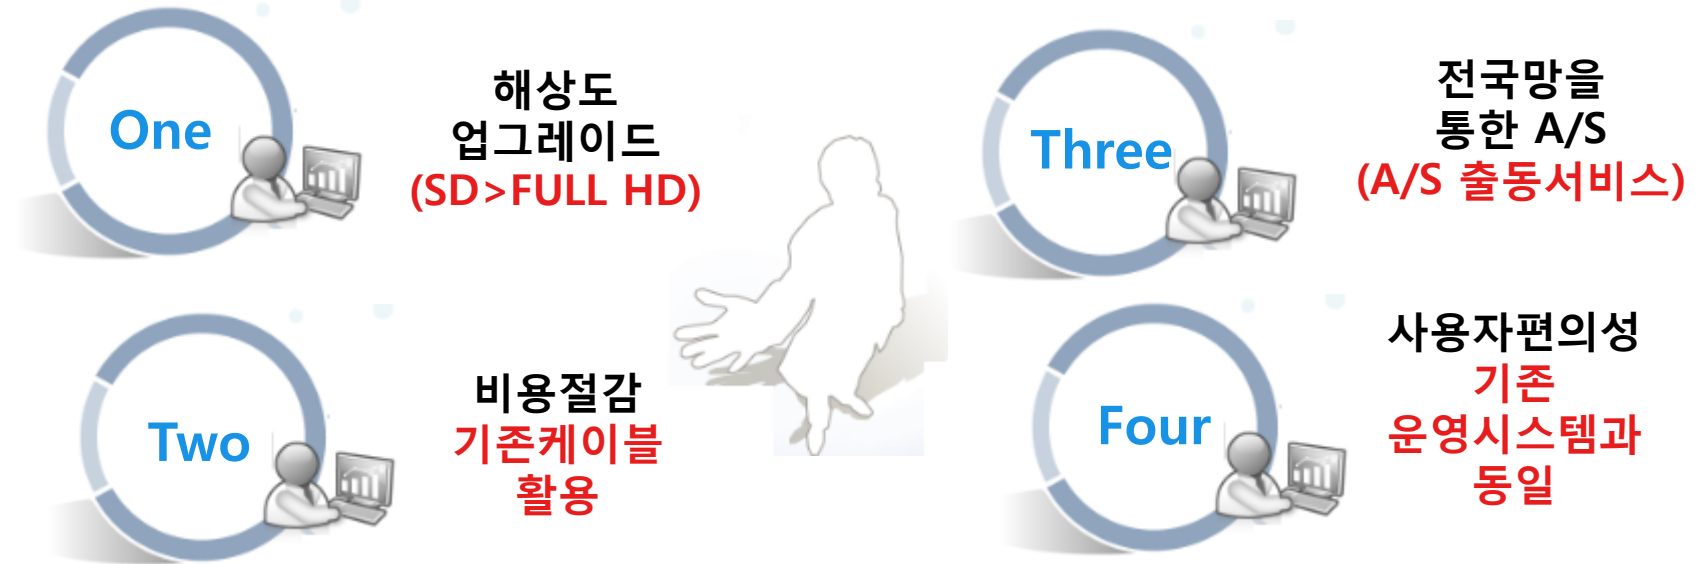 One
해상도
업그레이드
(SD>FULL HD)
Two
비용절감
기존케이블
활용
Three
전국망을
통한 A/S
(A/S 출동서비스)
Four
사용자편의성
기존
운영시스템과
동일